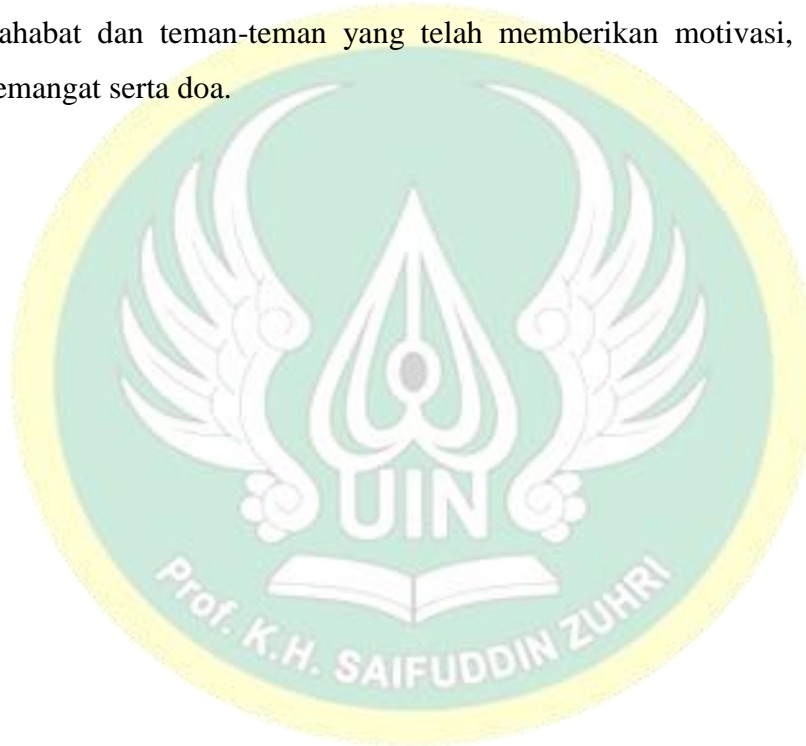 ahabat dan teman-teman yang telah memberikan motivasi,
emangat serta doa.
UIN
Prof. K.H. SAIFUDDIN ZUHRI